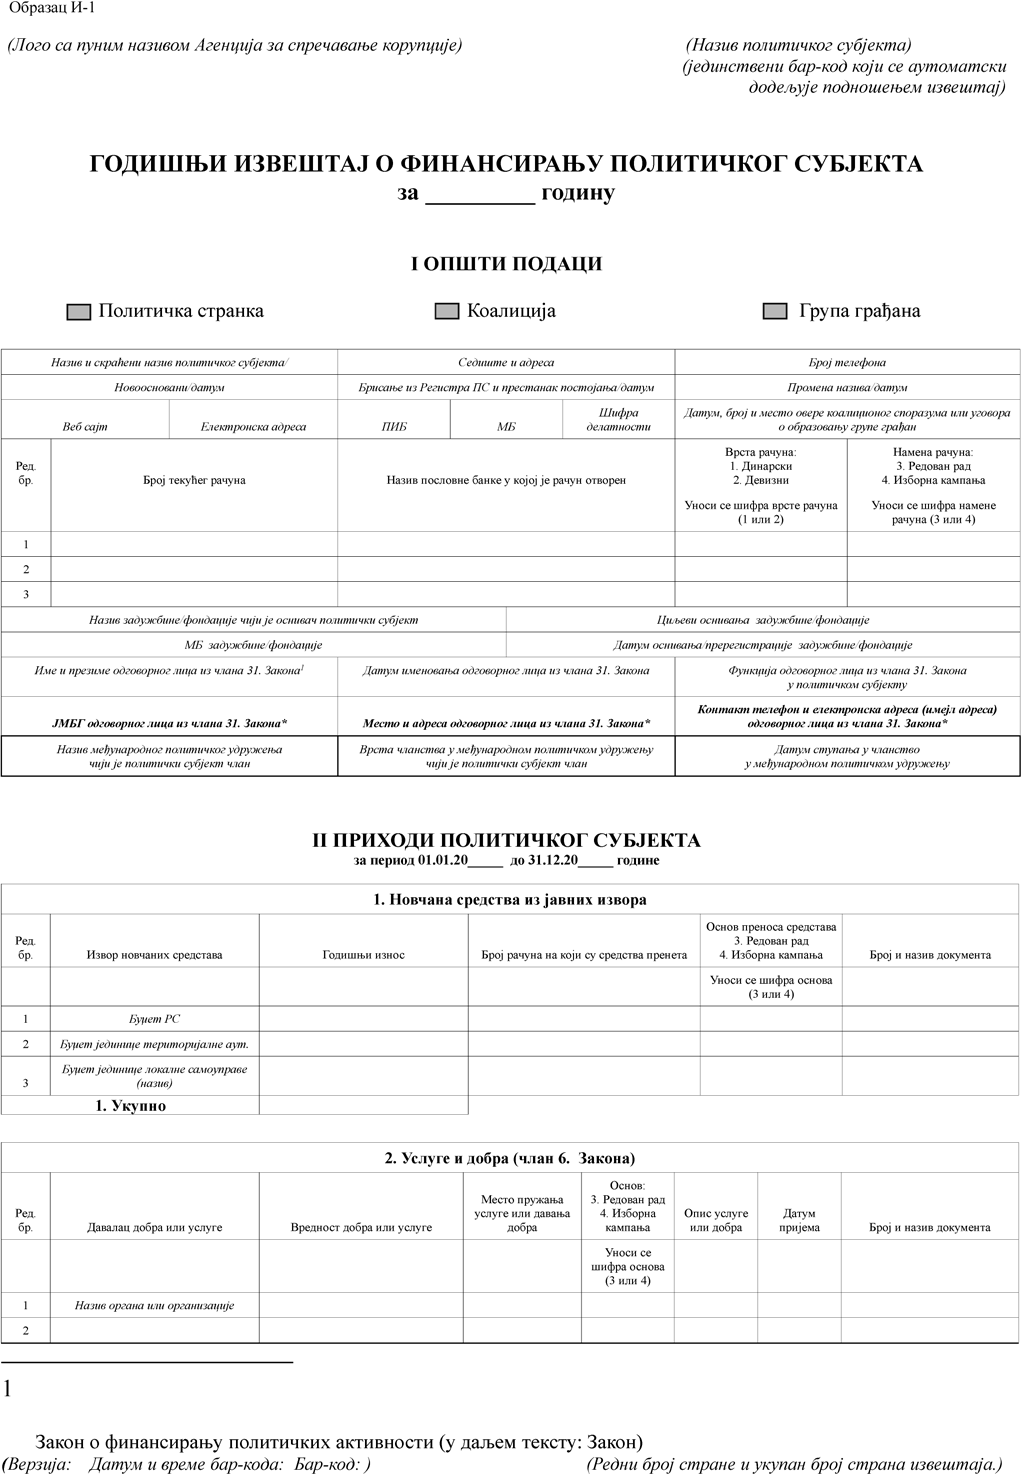 Образац И-1
(Лого са пуним називом Агенција за спречавање корупције)
(Назив политичког субјекта)
(јединствени бар-код који се аутоматски
додељује подношењем извештај)
ГОДИШЊИ ИЗВЕШТАЈ О ФИНАНСИРАЊУ ПОЛИТИЧКОГ СУБЈЕКТА
за __________ годину
I ОПШТИ ПОДАЦИ
Политичка странка Коалиција Група грађана
Назив и скраћени назив политичког субјекта/ Седиште и адреса Број телефона
Новоосновани/датум Брисање из Регистра ПС и престанак постојања/датум Промена назива/датум
Веб сајт Електронска адреса ПИБ МБ Шифра
делатности
Датум, број и место овере коалиционог споразума или уговора
о образовању групе грађан
Ред.
бр.
Број текућег рачуна
Назив пословне банке у којој је рачун отворен
Врста рачуна:
1. Динарски
2. Девизни
Уноси се шифра врсте рачуна
(1 или 2)
Намена рачуна:
3. Редован рад
4. Изборна кампања
Уноси се шифра намене
рачуна (3 или 4)
1
2
3
Назив задужбине/фондације чији је оснивач политички субјект Циљеви оснивања задужбине/фондације
МБ задужбине/фондације Датум оснивања/пререгистрације задужбине/фондације
Име и презиме одговорног лица из члана 31. Закона1
Датум именовања одговорног лица из члана 31. Закона
Функција одговорног лица из члана 31. Закона
у политичком субјекту
ЈМБГ одговорног лица из члана 31. Закона*
Место и адреса одговорног лица из члана 31. Закона*
Контакт телефон и електронска адреса (имејл адреса)
одговорног лица из члана 31. Закона*
Назив међународног политичког удружења
чији је политички субјект члан
Врста чланства у међународном политичком удружењу
чији је политички субјект члан
Датум ступања у чланство
у међународном политичком удружењу
II ПРИХОДИ ПОЛИТИЧКОГ СУБЈЕКТА
за период 01.01.20_____ до 31.12.20_____ године
1. Новчана средства из јавних извора
Ред.
бр.
Извор новчаних средстава
Годишњи износ
Број рачуна на који су средства пренета
Основ преноса средстава
3. Редован рад
4. Изборна кампања
Број и назив документа
Уноси се шифра основа
(3 или 4)
1 Буџет РС
2 Буџет јединице територијалне аут.
3 Буџет јединице локалне самоуправе
(назив)
1. Укупно
2. Услуге и добра (члан 6. Закона)
Ред.
бр.
Давалац добра или услуге
Вредност добра или услуге
Место пружања
услуге или давања
добра
Основ:
3. Редован рад
4. Изборна
кампања
Опис услуге
или добра
Датум
пријема
Број и назив документа
Уноси се
шифра основа
(3 или 4)
1 Назив органа или организације
2
1
Закон о финансирању политичких активности (у даљем тексту: Закон)
(Верзија: Датум и време бар-кода: Бар-код: ) (Редни број стране и укупан број страна извештаја.)